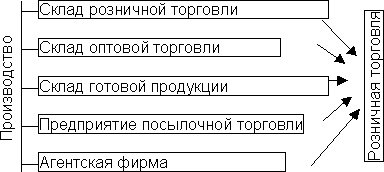 Производство
Склад розничной торговли
Склад оптовой торговли
Склад готовой продукции
Предприятие посылочной торговли
Агентская фирма
Розничная торговля